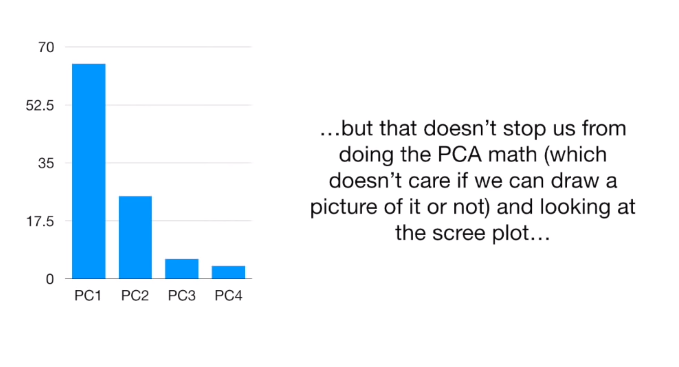 70
52.5
35
17.5
0
PC1 PC2 PC3 PC4
…but that doesn’t stop us from
doing the PCA math (which
doesn’t care if we can draw a
picture of it or not) and looking at
the scree plot…